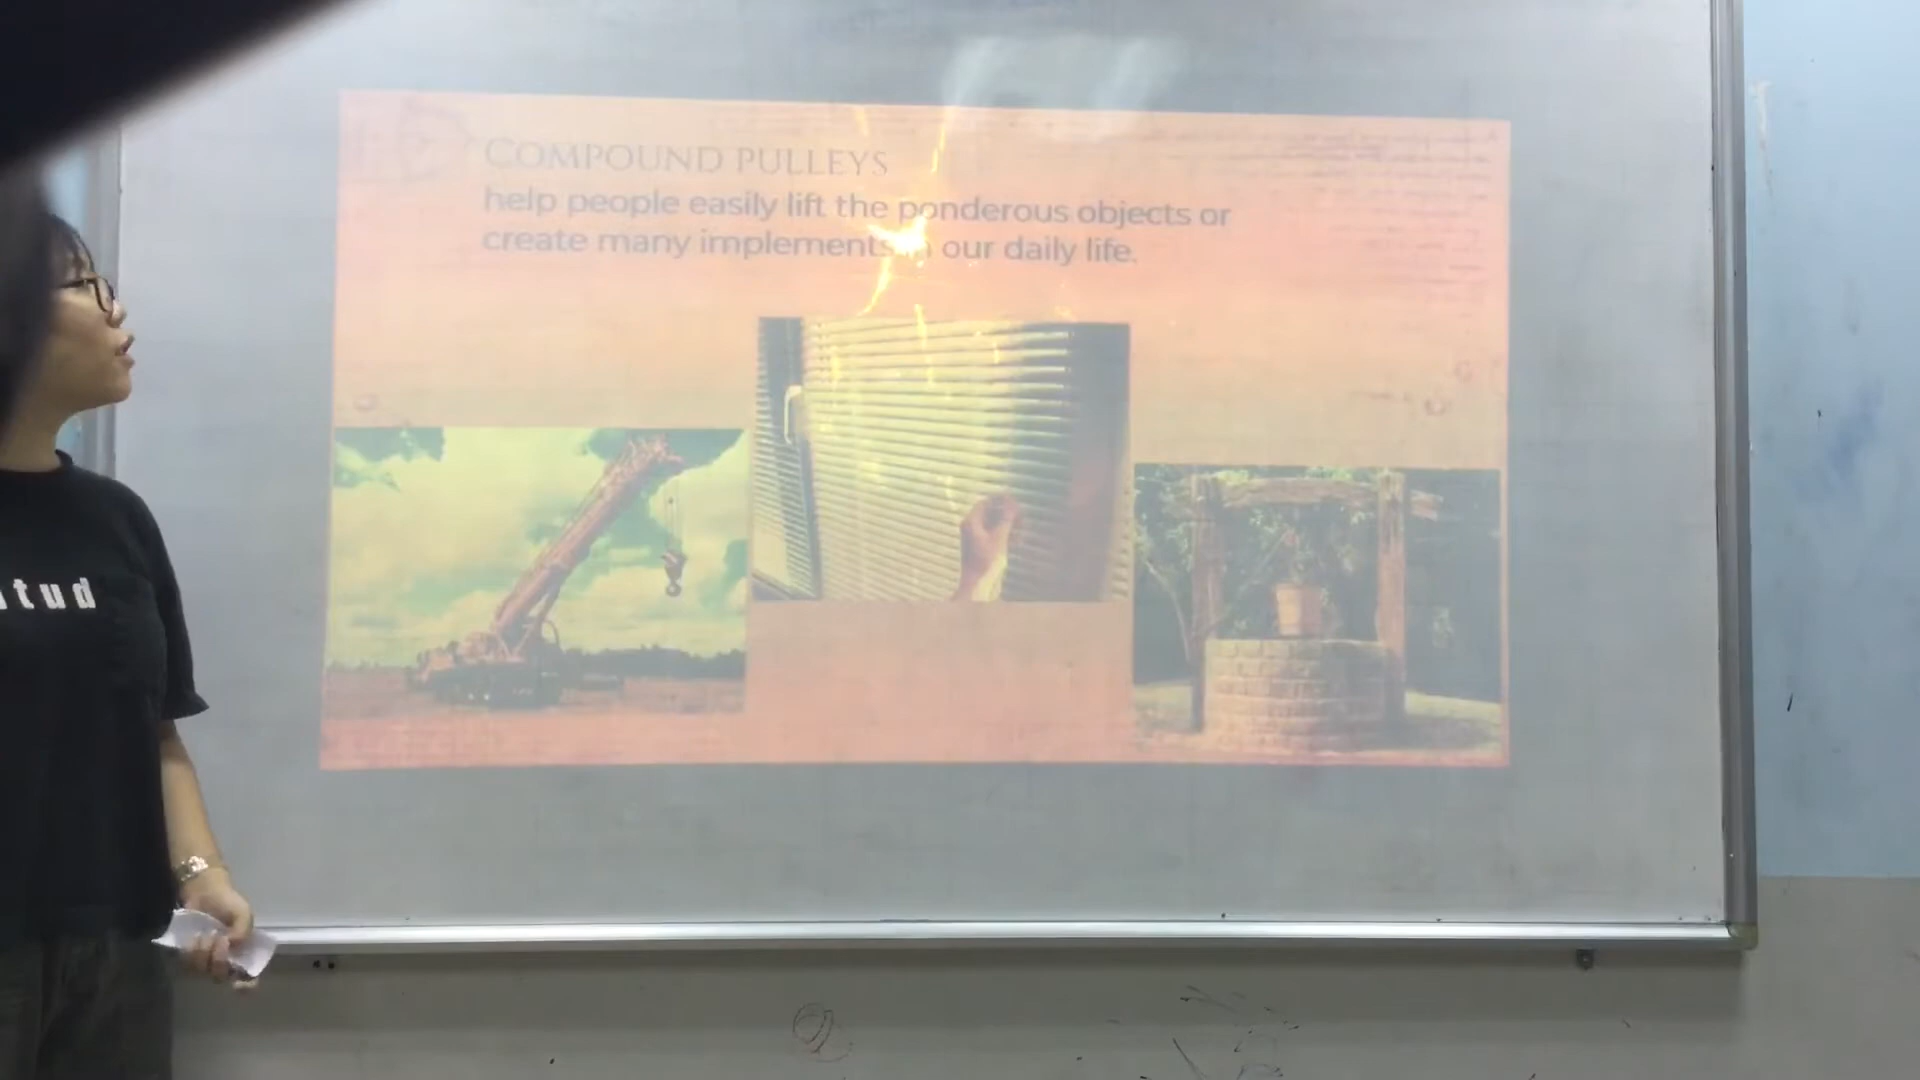 COMPOUND PULLEYS
help people easily lift the ponderous objects or
create many implements in our daily life.
tud